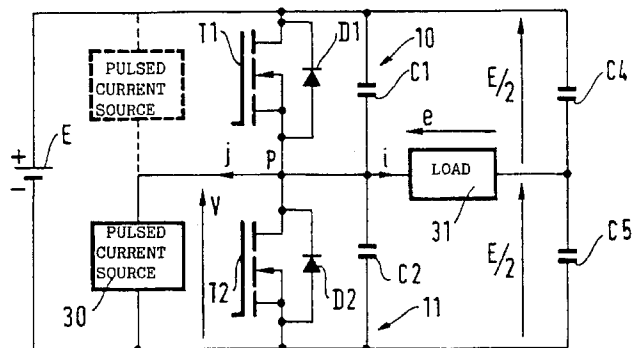 T1
D1
10
PULSED
CURRENT
SOURCE
C1
E/2
C4
+
E
-
e
j
P
i
LOAD
31
V
PULSED
CURRENT
SOURCE
30
T2
D2
C2
11
E/2
C5